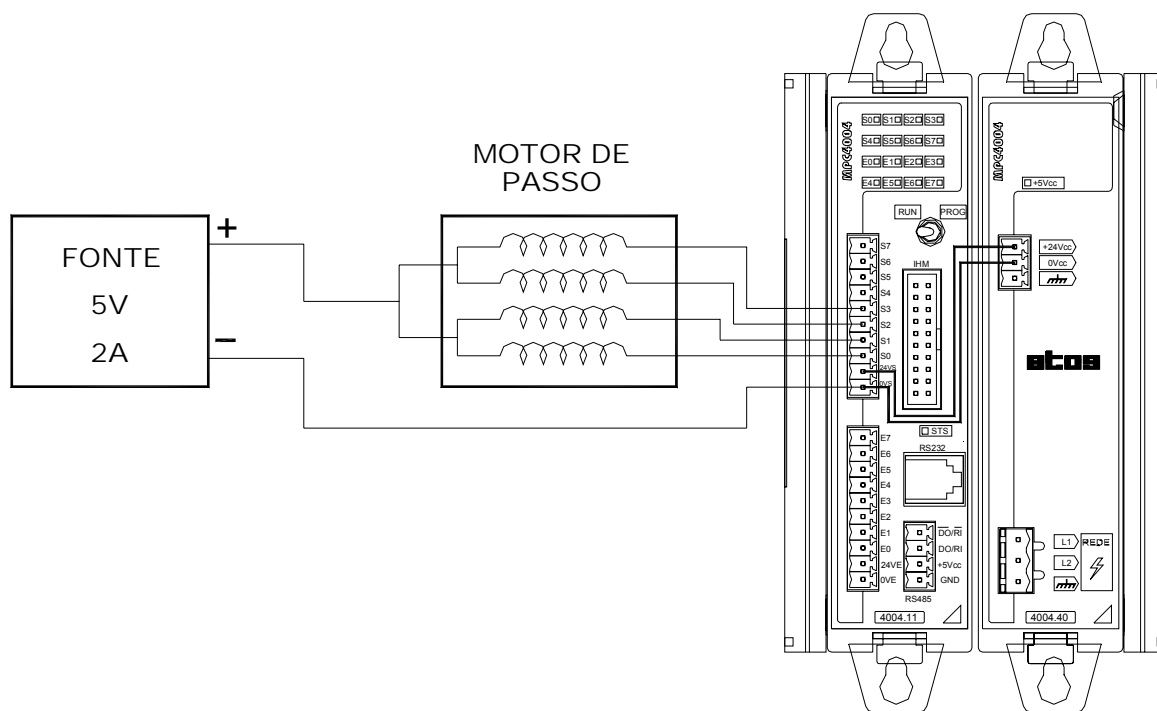 MPC4004
S0 S1 S2 S3
S4 S5 S6 S7
E0 E1 E2 E3
E4 E5 E6 E7
RUN
PROG
IHM
S7
S6
S5
S4
S3
S2
S1
S0
24VS
0VS
STS
RS232
E7
E6
E5
E4
E3
E2
E1
E0
24VE
0VE
DO/RI
DO/RI
+5Vcc
GND
RS485
4004.11
MPC4004
+5Vcc
+24Vcc
0Vcc
atos
L1
L2
REDE
4004.40
MOTOR DE
PASSO
FONTE
5V
2A
+
−